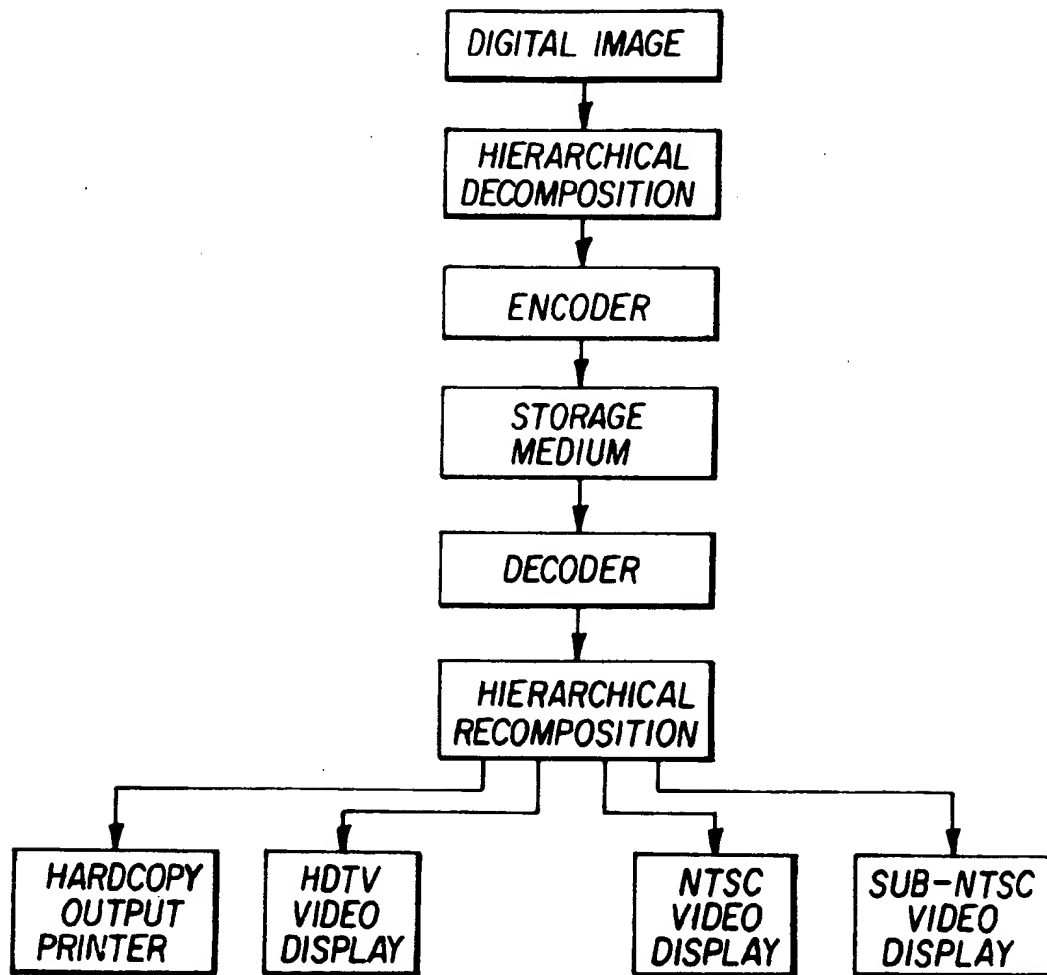 DIGITAL IMAGE
HIERARCHICAL
DECOMPOSITION
ENCODER
STORAGE
MEDIUM
DECODER
HIERARCHICAL
RECOMPOSITION
HARDCOPY
OUTPUT
PRINTER
HDTV
VIDEO
DISPLAY
NTSC
VIDEO
DISPLAY
SUB-NTSC
VIDEO
DISPLAY